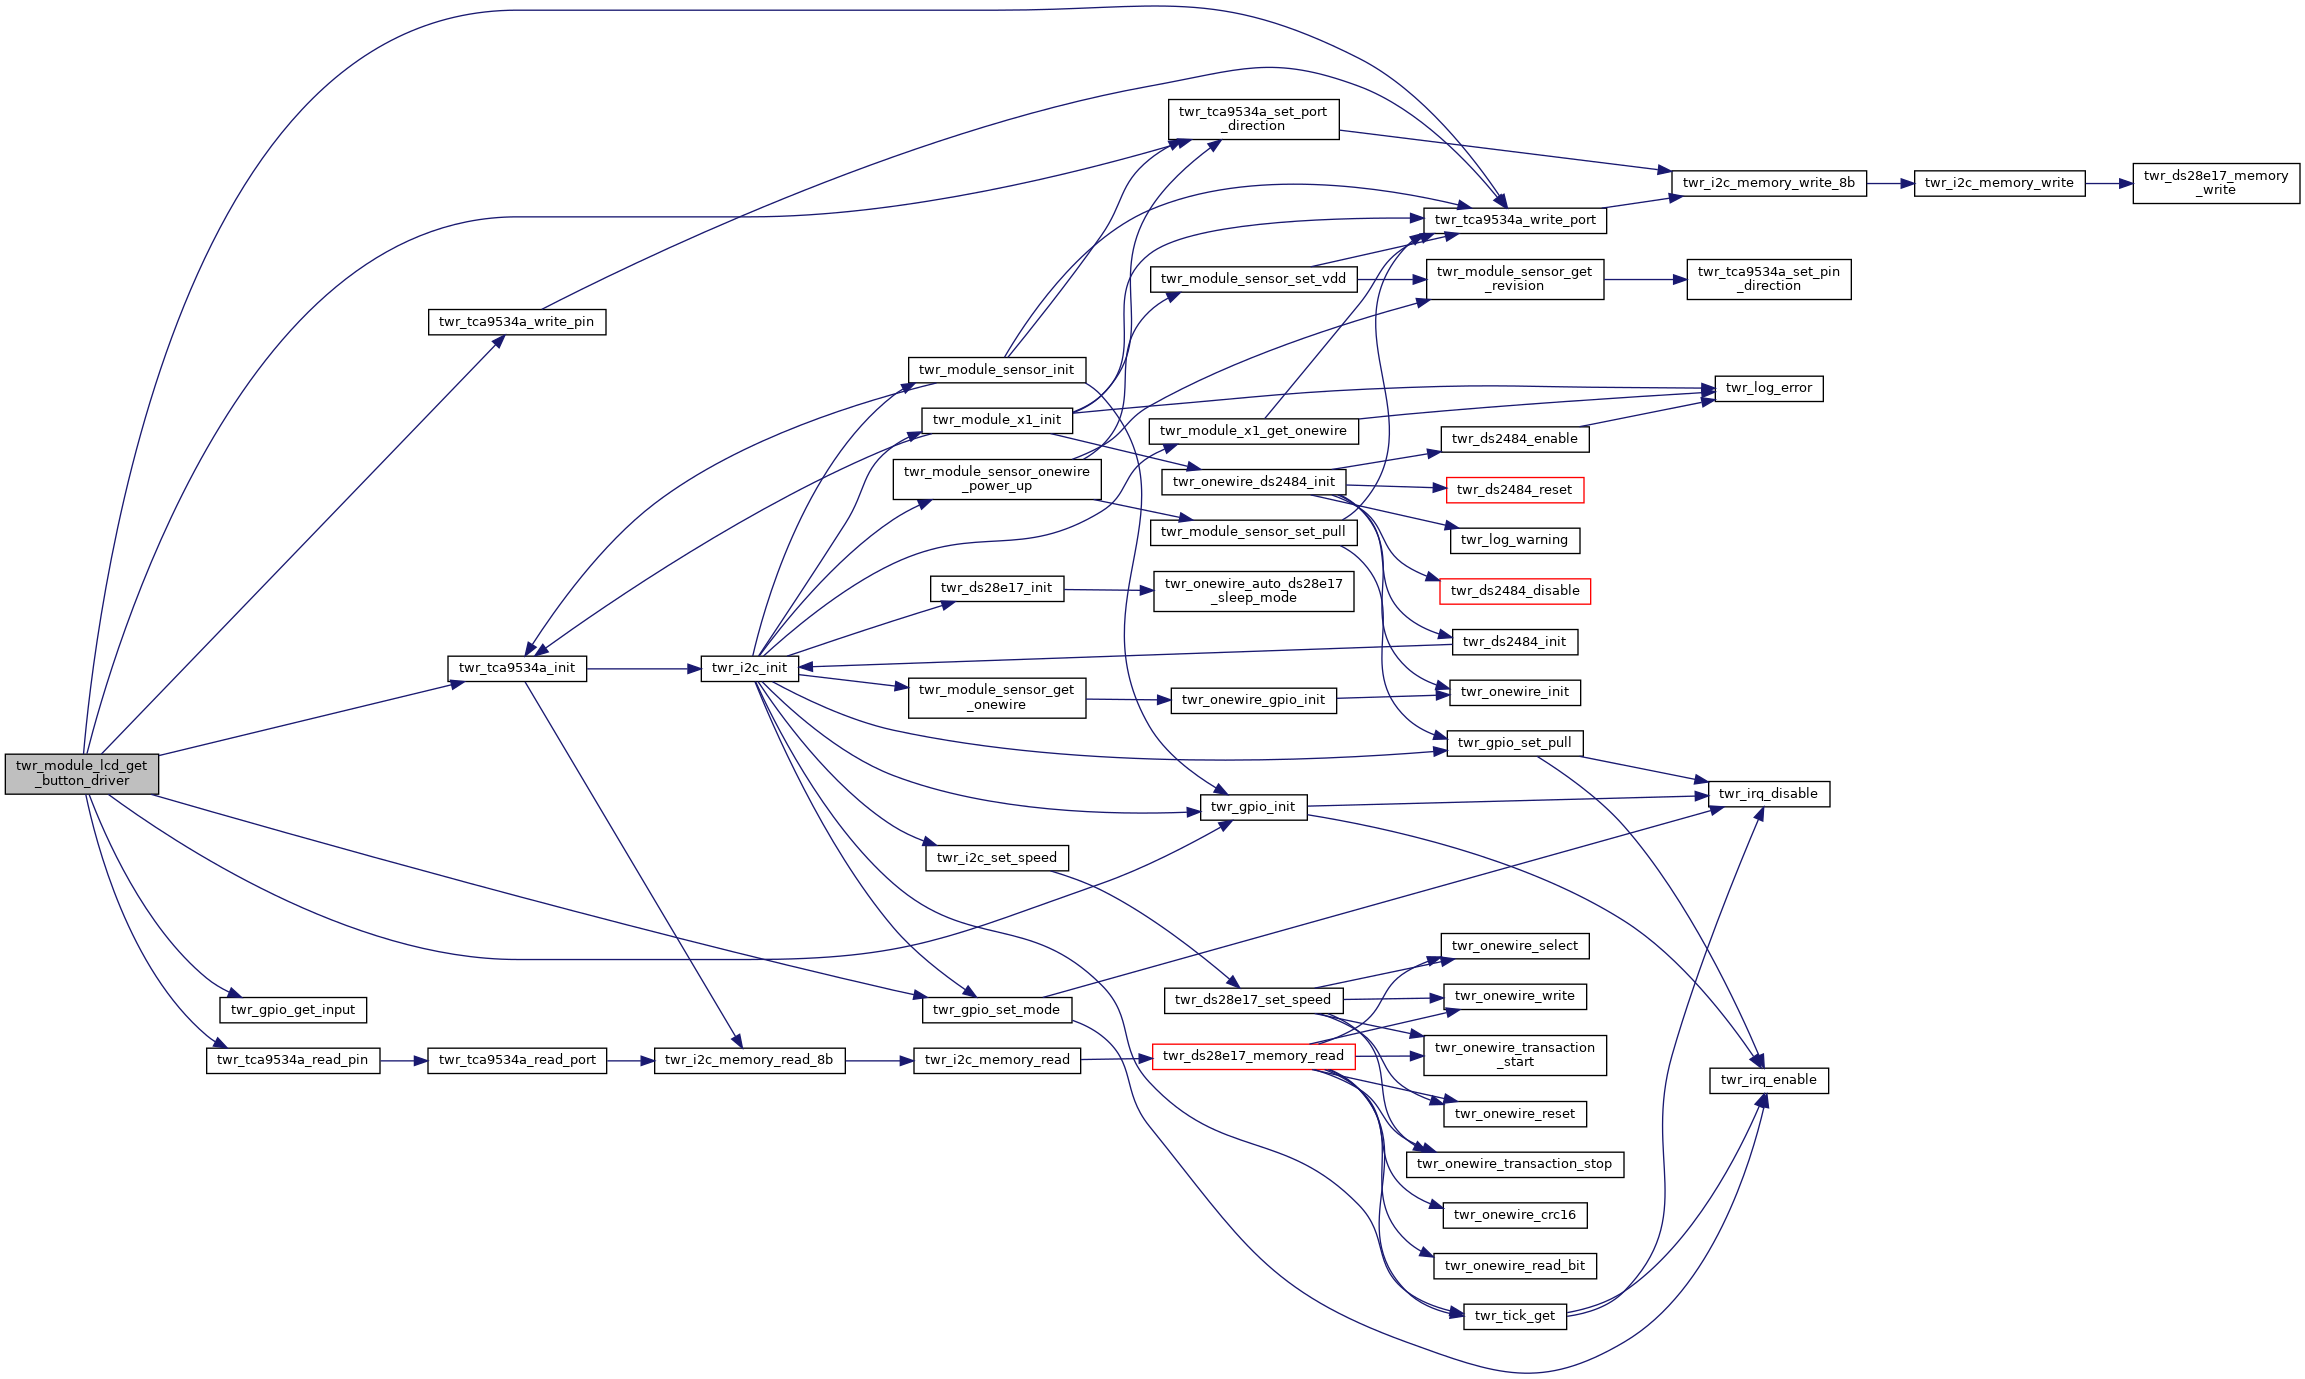 twr_module_lcd_get
_button_driver
twr_tca9534a_write_pin
twr_tca9534a_init
twr_gpio_get_input
twr_tca9534a_read_pin
twr_tca9534a_read_port
twr_i2c_init
twr_i2c_memory_read_8b
twr_module_sensor_init
twr_module_x1_init
twr_module_sensor_onewire
_power_up
twr_ds28e17_init
twr_module_sensor_get
_onewire
twr_i2c_set_speed
twr_gpio_set_mode
twr_i2c_memory_read
twr_tca9534a_set_port
_direction
twr_module_sensor_set_vdd
twr_module_x1_get_onewire
twr_onewire_ds2484_init
twr_module_sensor_set_pull
twr_onewire_auto_ds28e17
_sleep_mode
twr_onewire_gpio_init
twr_gpio_init
twr_ds28e17_set_speed
twr_ds28e17_memory_read
twr_tca9534a_write_port
twr_module_sensor_get
_revision
twr_ds2484_enable
twr_ds2484_reset
twr_log_warning
twr_ds2484_disable
twr_ds2484_init
twr_onewire_init
twr_gpio_set_pull
twr_onewire_select
twr_onewire_write
twr_onewire_transaction
_start
twr_onewire_reset
twr_onewire_transaction_stop
twr_onewire_crc16
twr_onewire_read_bit
twr_tick_get
twr_i2c_memory_write_8b
twr_tca9534a_set_pin
_direction
twr_log_error
twr_irq_disable
twr_irq_enable
twr_i2c_memory_write
twr_ds28e17_memory
_write